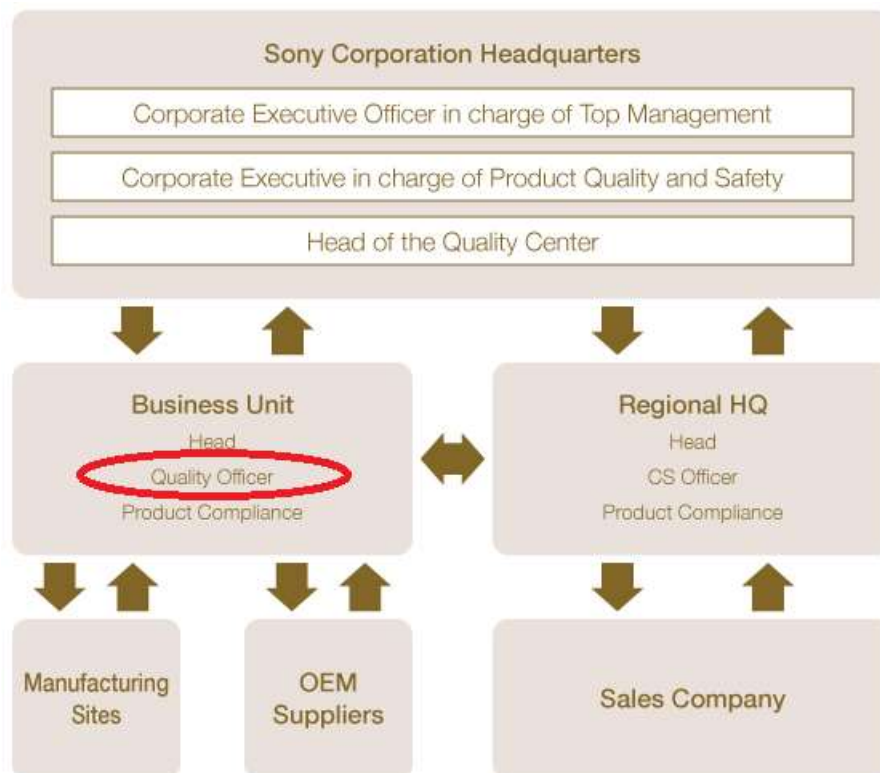 Sony Corporation Headquarters
Corporate Executive Officer in charge of Top Management
Corporate Executive in charge of Product Quality and Safety
Head of the Quality Center
Business Unit
Head
Quality Officer
Product Compliance
Regional HQ
Head
CS Officer
Product Compliance
Manufacturing
Sites
OEM
Suppliers
Sales Company